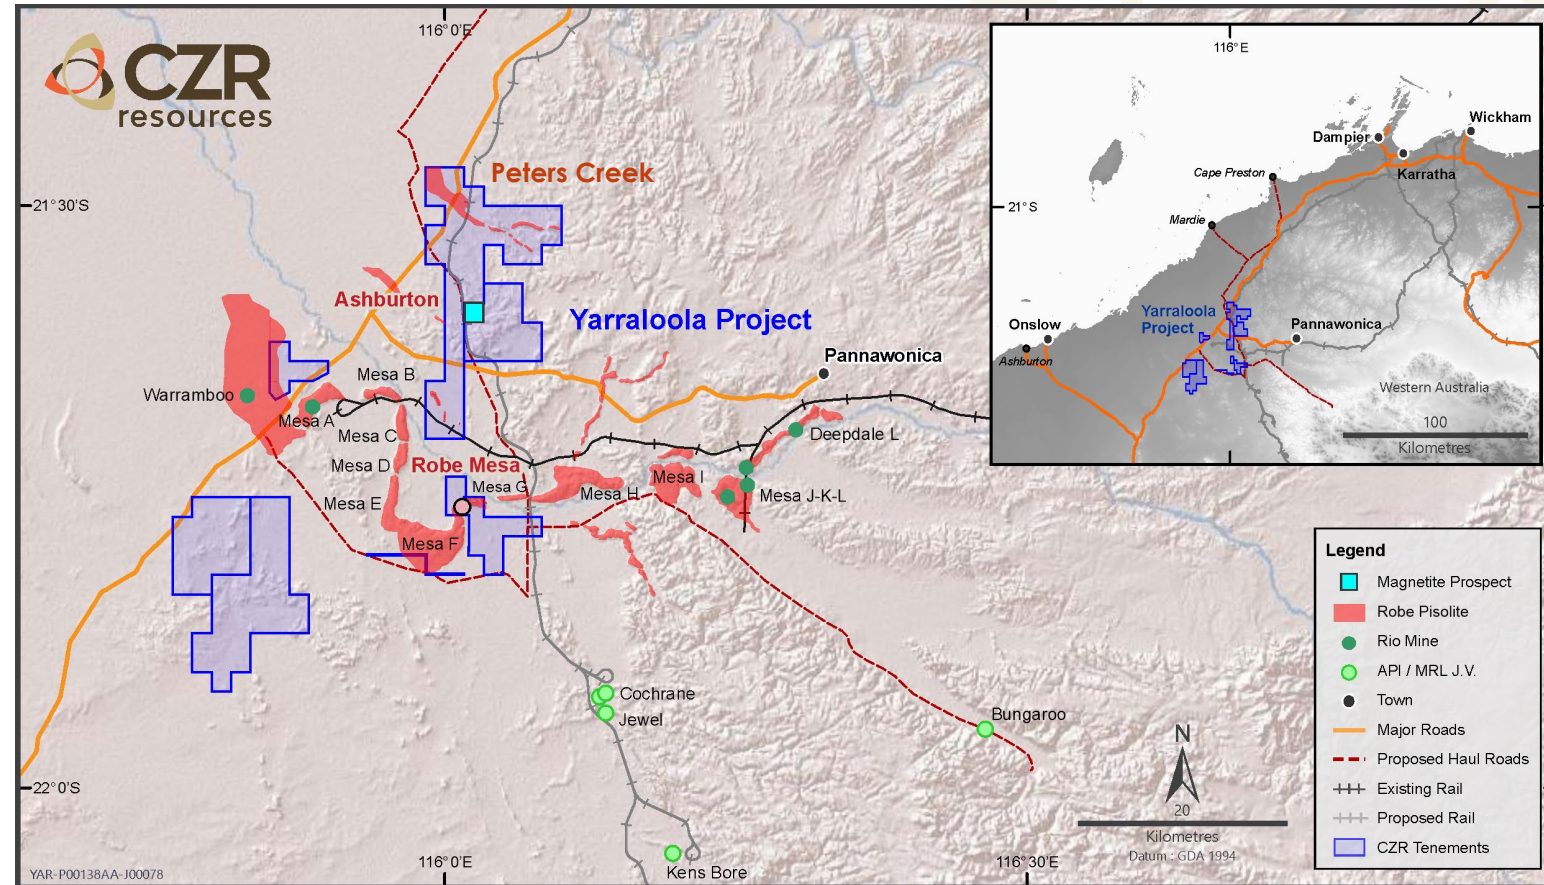 CZR
resources
116°0'E
Peters Creek
21°30'S
Ashburton
Yarraloola Project
Pannawonica
Warramboo
Mesa B
Mesa A
Mesa C
Deepdale L
Mesa D
Robe Mesa
Mesa E
Mesa G
Mesa H
Mesa I
Mesa J-K-L
Mesa F
Cochrane
Jewel
Bungaroo
22°0'S
Kens Bore
116°0'E
116°30'E
YAR-P00138AA-J00078
N
20
Kilometres
Datum : GDA 1994
116°E
Wickham
Dampier
Karratha
Cape Preston
21°S
Mardie
Yarraloola
Project
Onslow
Pannawonica
Ashburton
Western Australia
100
Kilometres
Legend
Magnetite Prospect
Robe Pisolite
Rio Mine
API / MRL J.V.
Town
Major Roads
Proposed Haul Roads
Existing Rail
Proposed Rail
CZR Tenements